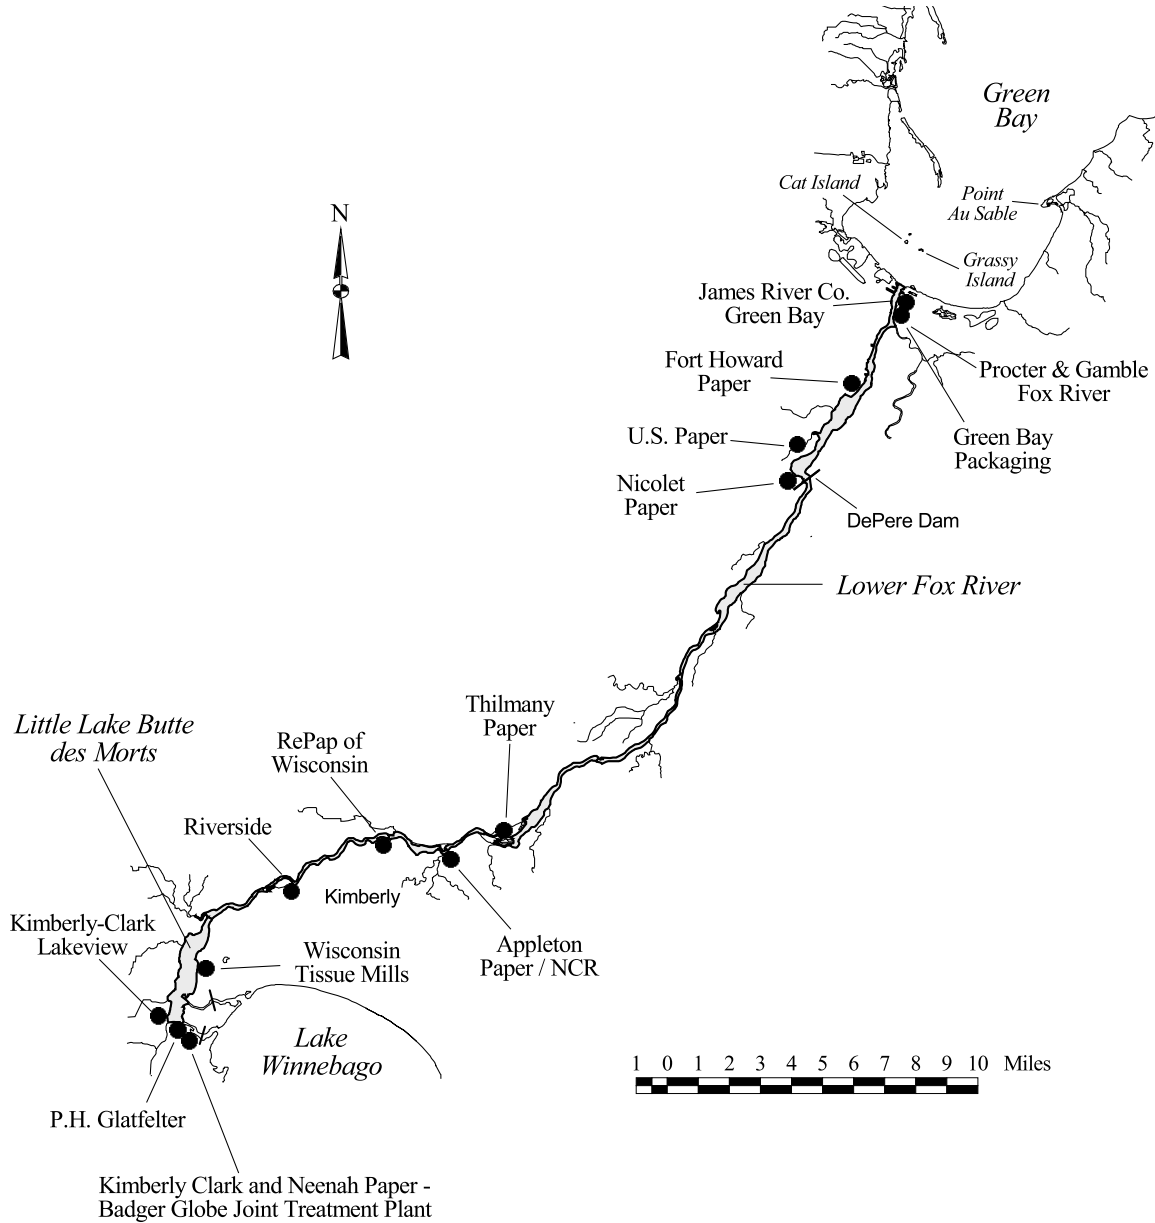 Green
Bay
Cat Island
Point
Au Sable
N
Grassy
Island
James River Co.
Green Bay
Fort Howard
Paper
Procter & Gamble
Fox River
U.S. Paper
Green Bay
Packaging
Nicolet
Paper
DePere Dam
Lower Fox River
Thilmany
Paper
Little Lake Butte
des Morts
RePap of
Wisconsin
Riverside
Kimberly
Kimberly-Clark
Lakeview
Wisconsin
Tissue Mills
Appleton
Paper / NCR
Lake
Winnebago
1 0 1 2 3 4 5 6 7 8 9 10 Miles
P.H. Glatfelter
Kimberly Clark and Neenah Paper -
Badger Globe Joint Treatment Plant